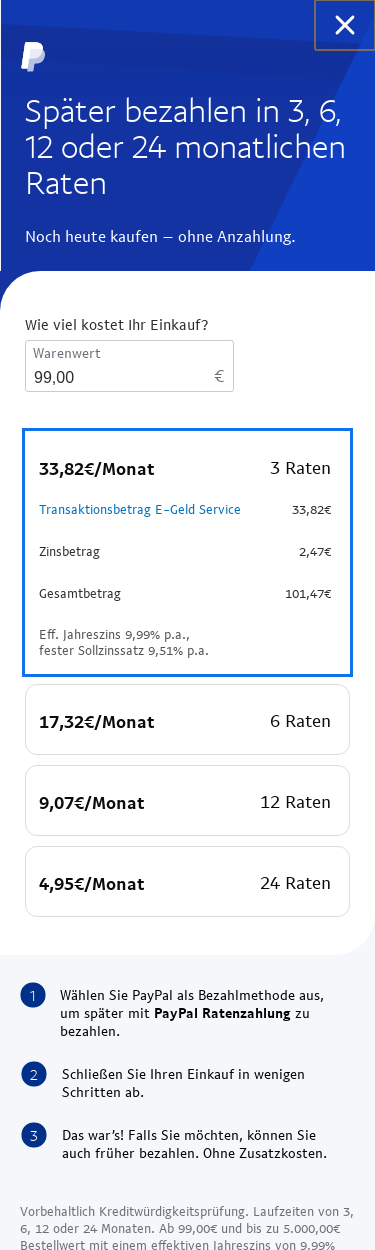 Später bezahlen in 3, 6,
12 oder 24 monatlichen
Raten
Noch heute kaufen – ohne Anzahlung.
Wie viel kostet Ihr Einkauf?
Warenwert
99,00 €
33,82€/Monat 3 Raten
Transaktionsbetrag E-Geld Service 33,82€
Zinsbetrag 2,47€
Gesamtbetrag 101,47€
Eff. Jahreszins 9,99% p.a.,
fester Sollzinssatz 9,51% p.a.
17,32€/Monat 6 Raten
9,07€/Monat 12 Raten
4,95€/Monat 24 Raten
1 Wählen Sie PayPal als Bezahlmethode aus,
um später mit PayPal Ratenzahlung zu
bezahlen.
2 Schließen Sie Ihren Einkauf in wenigen
Schritten ab.
3 Das war’s! Falls Sie möchten, können Sie
auch früher bezahlen. Ohne Zusatzkosten.
Vorbehaltlich Kreditwürdigkeitsprüfung. Laufzeiten von 3,
6, 12 oder 24 Monaten. Ab 99,00€ und bis zu 5.000,00€
Bestellwert mit einem effektiven Jahreszins von 9,99%